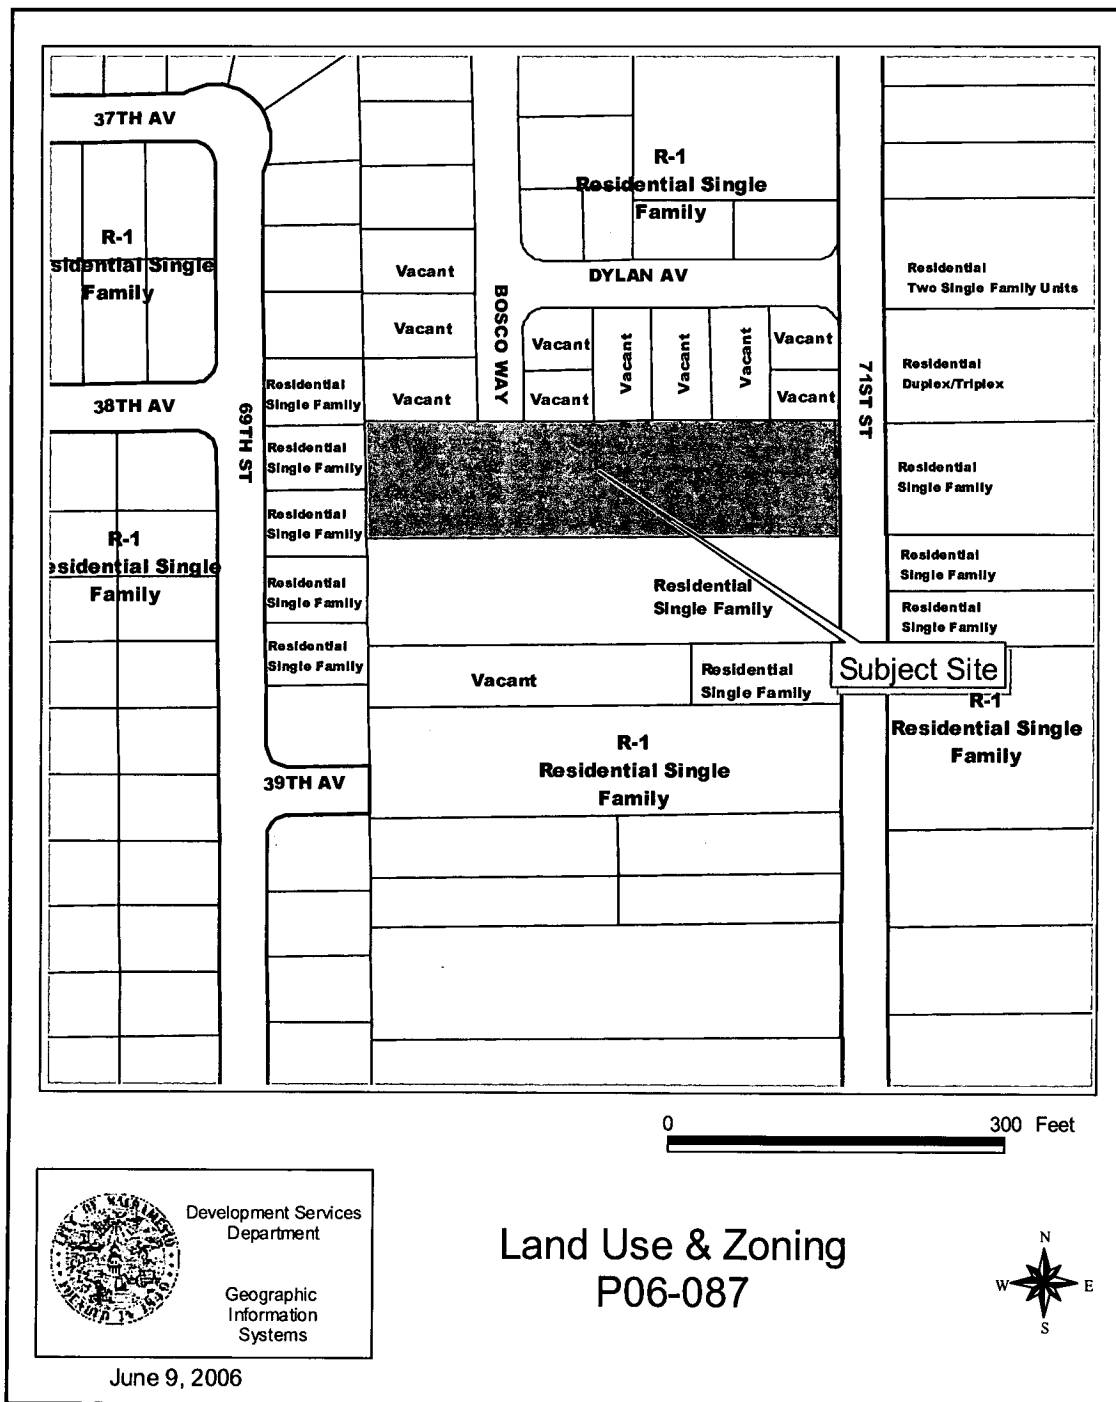 37TH AV
R-1
Residential Single
Family
R-1
sidential Single
Family
Vacant
DYLAN AV
Residential
Two Single Family Units
BOSCO WAY
Vacant
Vacant
Vacant
Vacant
Vacant
Vacant
Residential
Duplex/Triplex
71ST ST
38TH AV
69TH ST
Residential
Single Family
Vacant
Vacant
Vacant
Residential
Single Family
Residential
Single Family
Residential
Single Family
R-1
esidential Single
Family
Residential
Single Family
Residential
Single Family
Residential
Single Family
Residential
Single Family
Residential
Single Family
Subject Site
Vacant
Residential
Single Family
R-1
Residential Single
Family
R-1
Residential Single
Family
39TH AV
0
300 Feet
Development Services
Department
Geographic
Information
Systems
CITY OF SACRAMENTO
Land Use & Zoning
P06-087
N
W
E
S
June 9, 2006